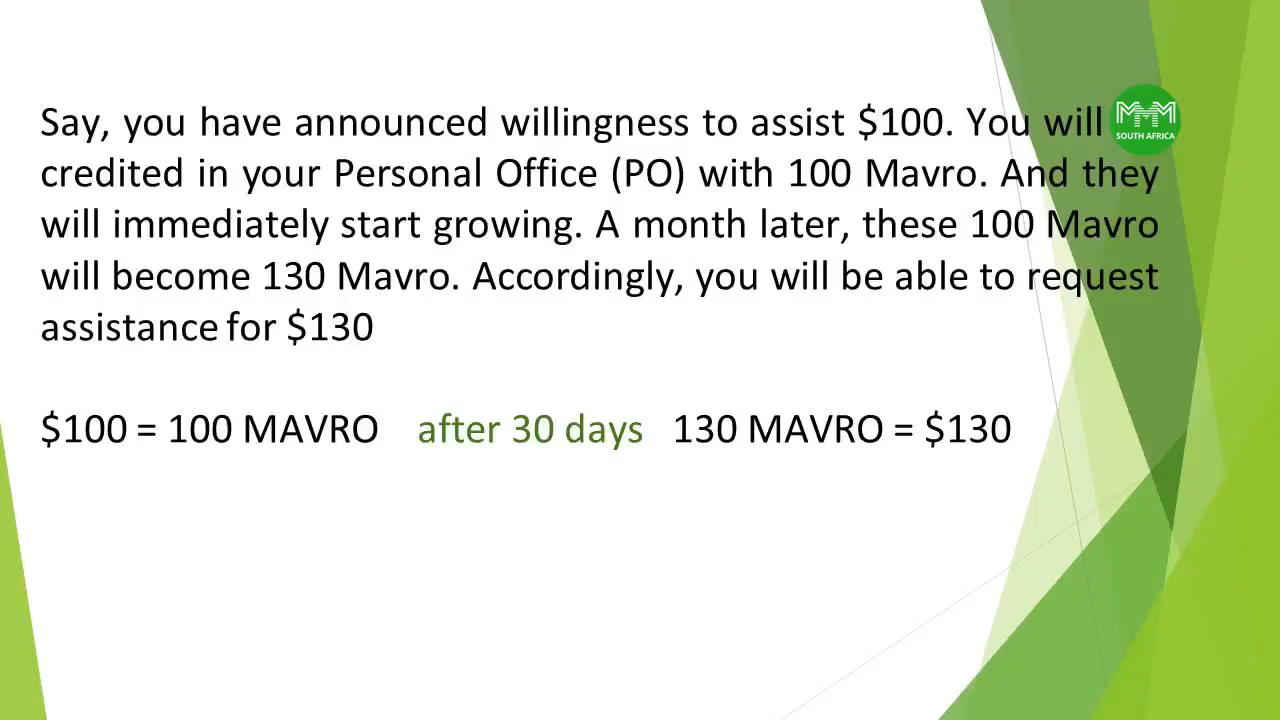 Say, you have announced willingness to assist $100. You will
credited in your Personal Office (PO) with 100 Mavro. And they
will immediately start growing. A month later, these 100 Mavro
will become 130 Mavro. Accordingly, you will be able to request
assistance for $130
$100 = 100 MAVRO after 30 days 130 MAVRO = $130
MMM
SOUTH AFRICA